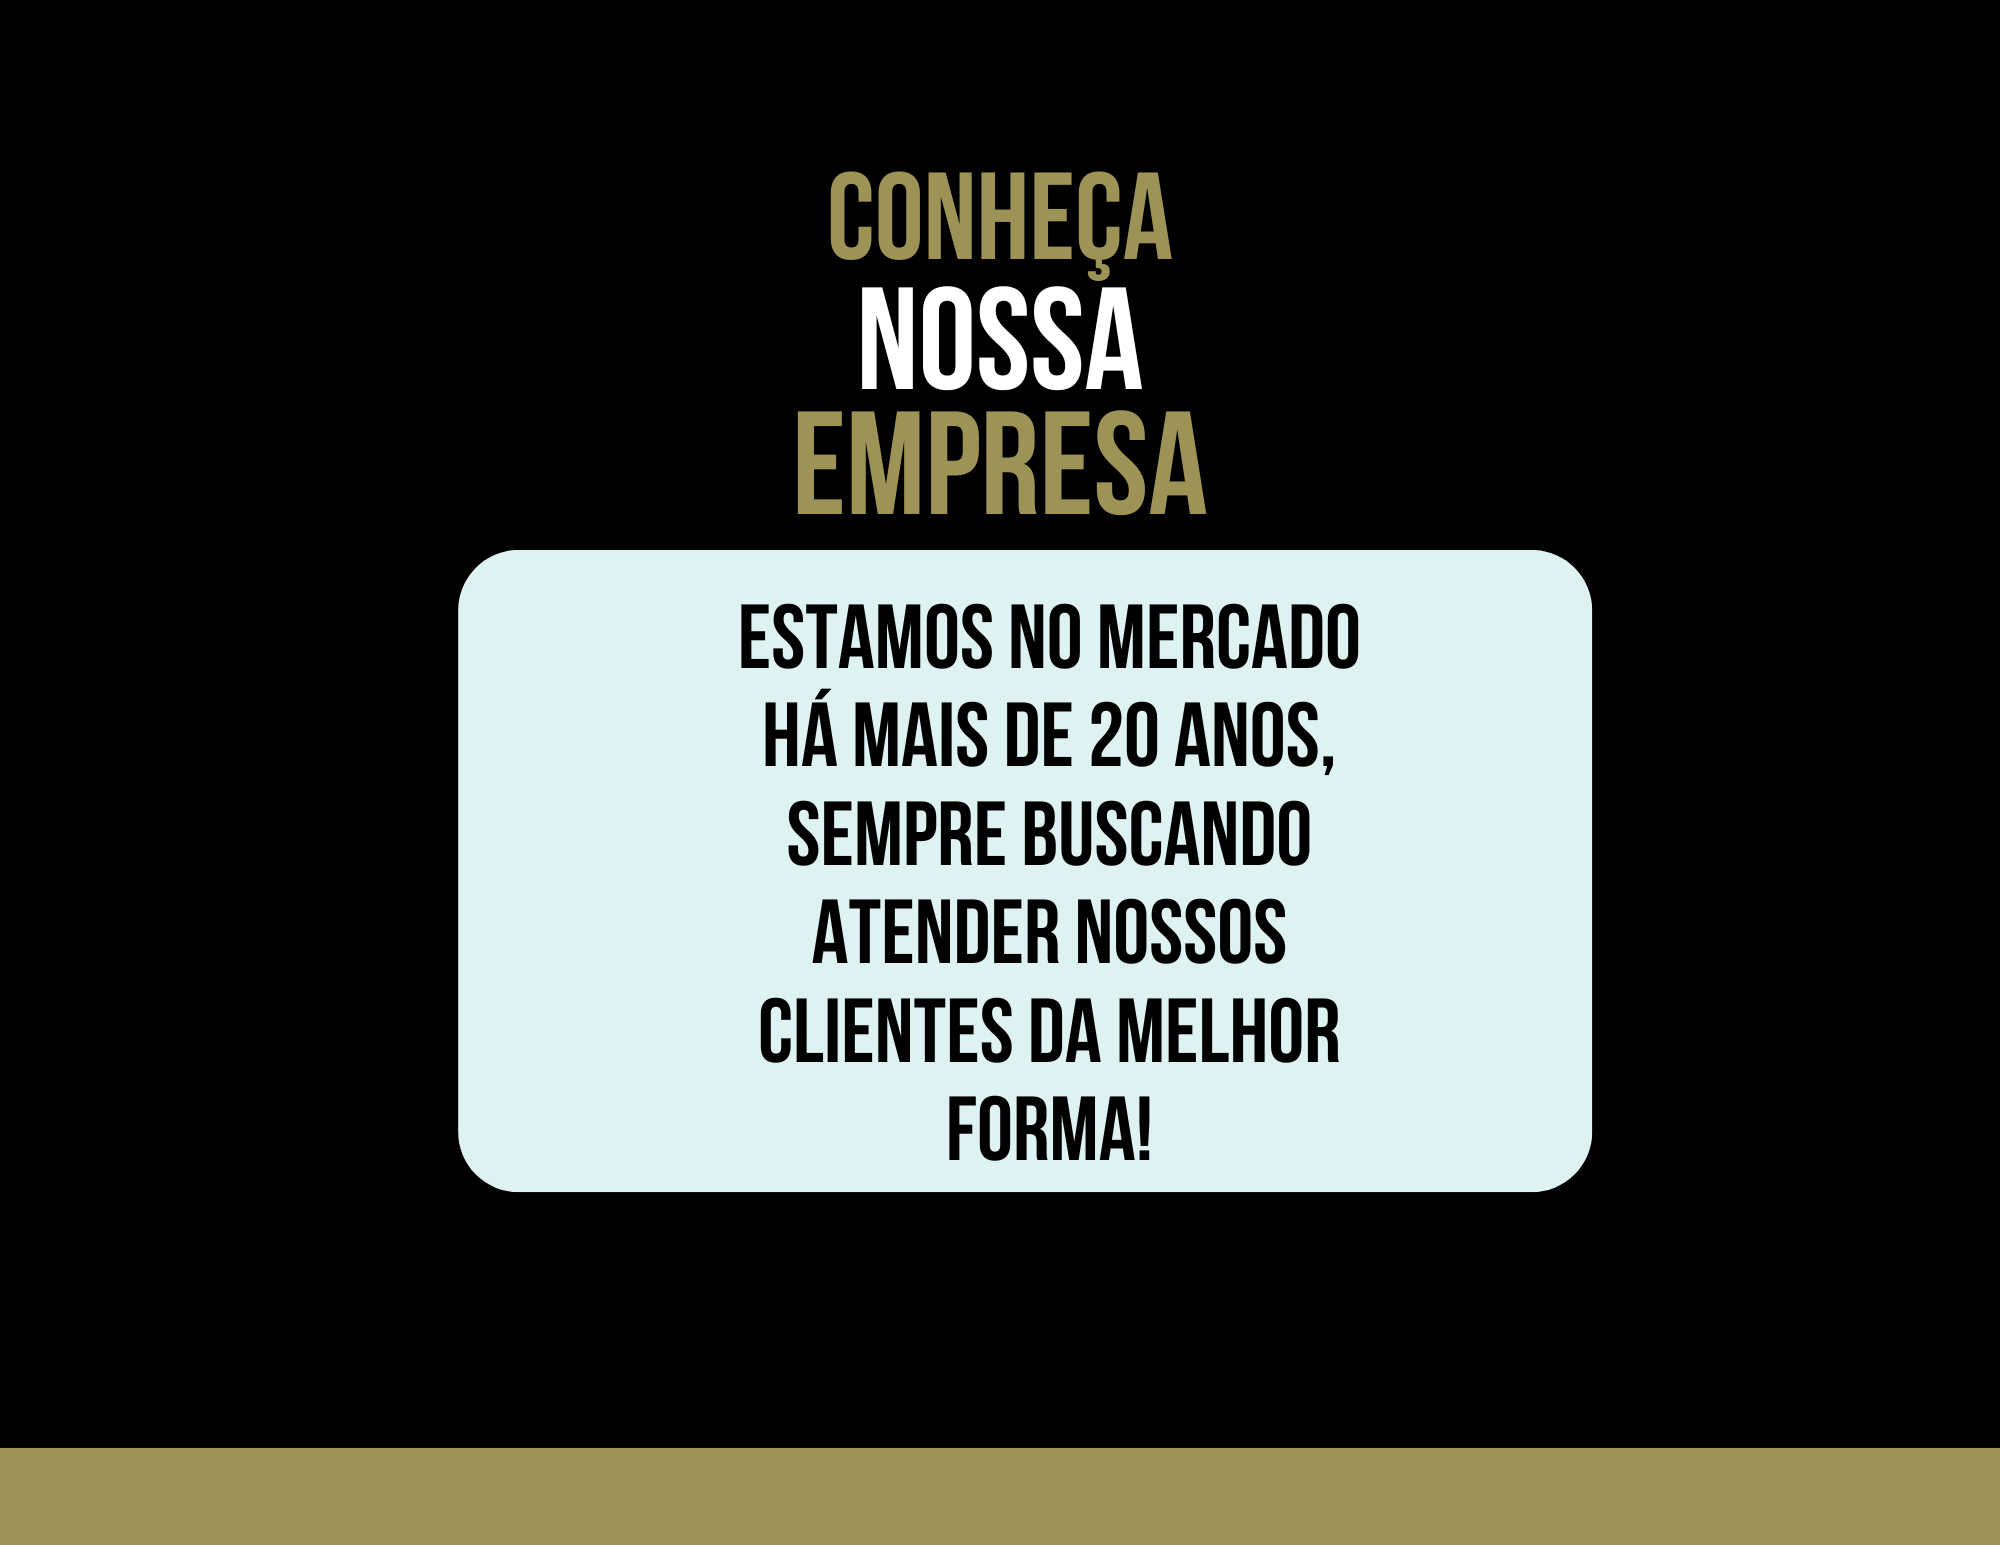 CONHEÇA
NOSSA
EMPRESA
ESTAMOS NO MERCADO
HÁ MAIS DE 20 ANOS,
SEMPRE BUSCANDO
ATENDER NOSSOS
CLIENTES DA MELHOR
FORMA!